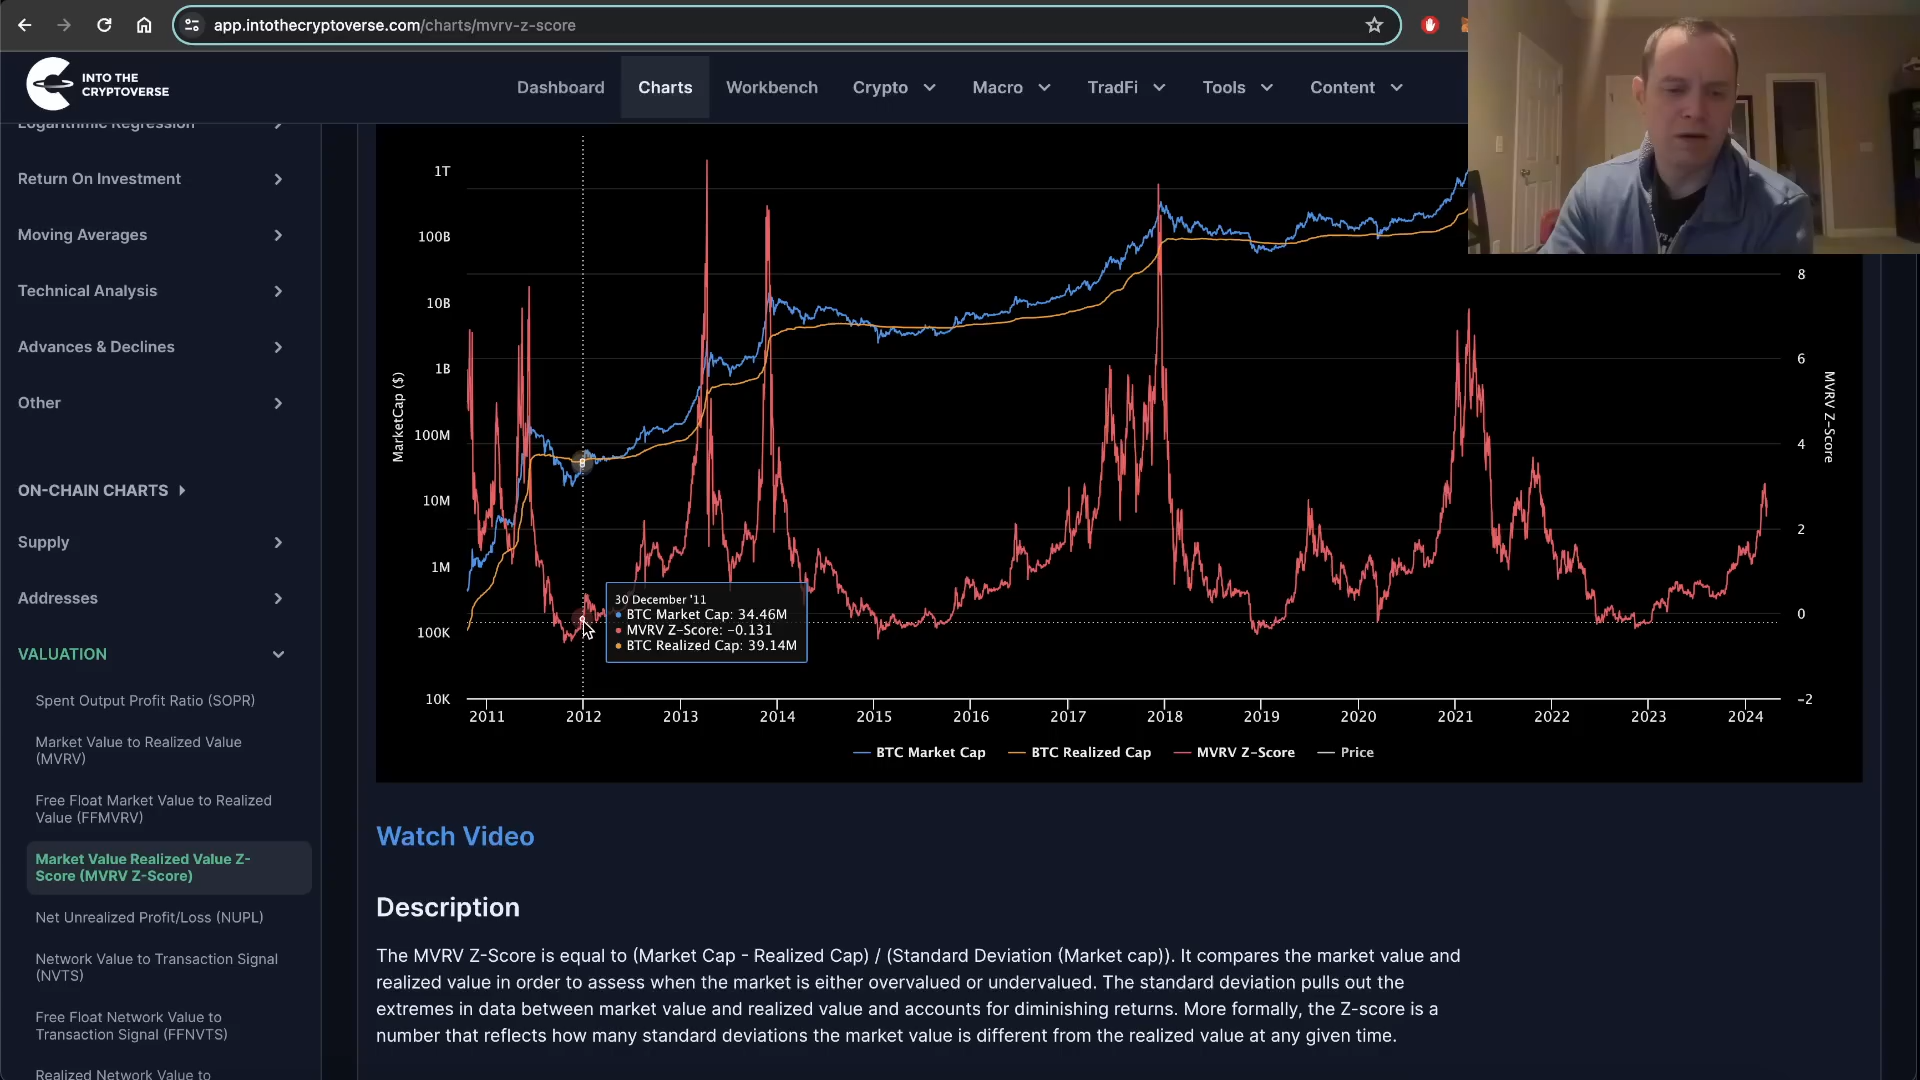 app.intothecryptoverse.com/charts/mvrv-z-score
INTO THE
CRYPTOVERSE
Dashboard
Charts
Workbench
Crypto
Macro
TradFi
Tools
Content
Logarithmic Regression
Return On Investment
Moving Averages
Technical Analysis
Advances & Declines
Other
ON-CHAIN CHARTS
Supply
Addresses
VALUATION
Spent Output Profit Ratio (SOPR)
Market Value to Realized Value
(MVRV)
Free Float Market Value to Realized
Value (FFMVRV)
Market Value Realized Value Z-
Score (MVRV Z-Score)
Net Unrealized Profit/Loss (NUPL)
Network Value to Transaction Signal
(NVTS)
Free Float Network Value to
Transaction Signal (FFNVTS)
Realized Network Value to
MarketCap ($)
1T
100B
10B
1B
100M
10M
1M
100K
10K
30 December '11
BTC Market Cap: 34.46M
MVRV Z-Score: −0.131
BTC Realized Cap: 39.14M
8
6
4
2
0
−2
MVRV Z-Score
2011 2012 2013 2014 2015 2016 2017 2018 2019 2020 2021 2022 2023 2024
BTC Market Cap BTC Realized Cap MVRV Z-Score Price
Watch Video
Description
The MVRV Z-Score is equal to (Market Cap - Realized Cap) / (Standard Deviation (Market cap)). It compares the market value and
realized value in order to assess when the market is either overvalued or undervalued. The standard deviation pulls out the
extremes in data between market value and realized value and accounts for diminishing returns. More formally, the Z-score is a
number that reflects how many standard deviations the market value is different from the realized value at any given time.